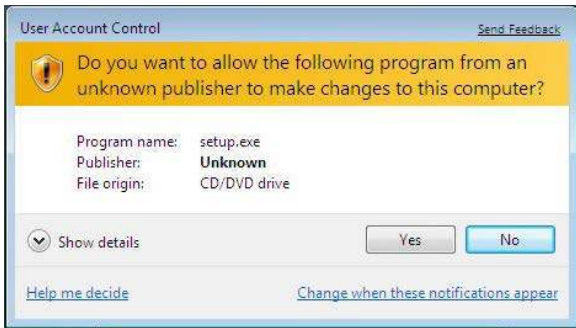 User Account Control
Send Feedback
Do you want to allow the following program from an
unknown publisher to make changes to this computer?
Program name: setup.exe
Publisher: Unknown
File origin: CD/DVD drive
Show details
Yes
No
Help me decide
Change when these notifications appear